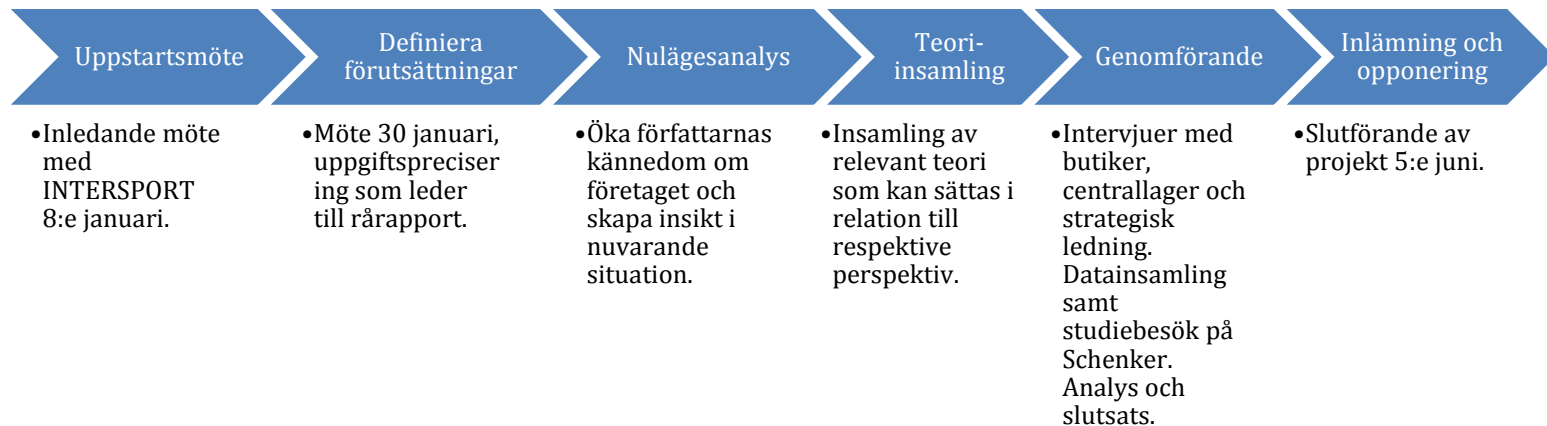 Uppstartsmöte
Definiera
förutsättningar
Nulägesanalys
Teori-
insamling
Genomförande
Inlämning och
opponering
•Inledande möte
med
INTERSPORT
8:e januari.
•Möte 30 januari,
uppgiftspreciser
ing som leder
till rårapport.
•Öka författarnas
kännedom om
företaget och
skapa insikt i
nuvarande
situation.
•Insamling av
relevant teori
som kan sättas i
relation till
respektive
perspektiv.
•Intervjuer med
butiker,
centrallager och
strategisk
ledning.
Datainsamling
samt
studiebesök på
Schenker.
Analys och
slutsats.
•Slutförande av
projekt 5:e juni.